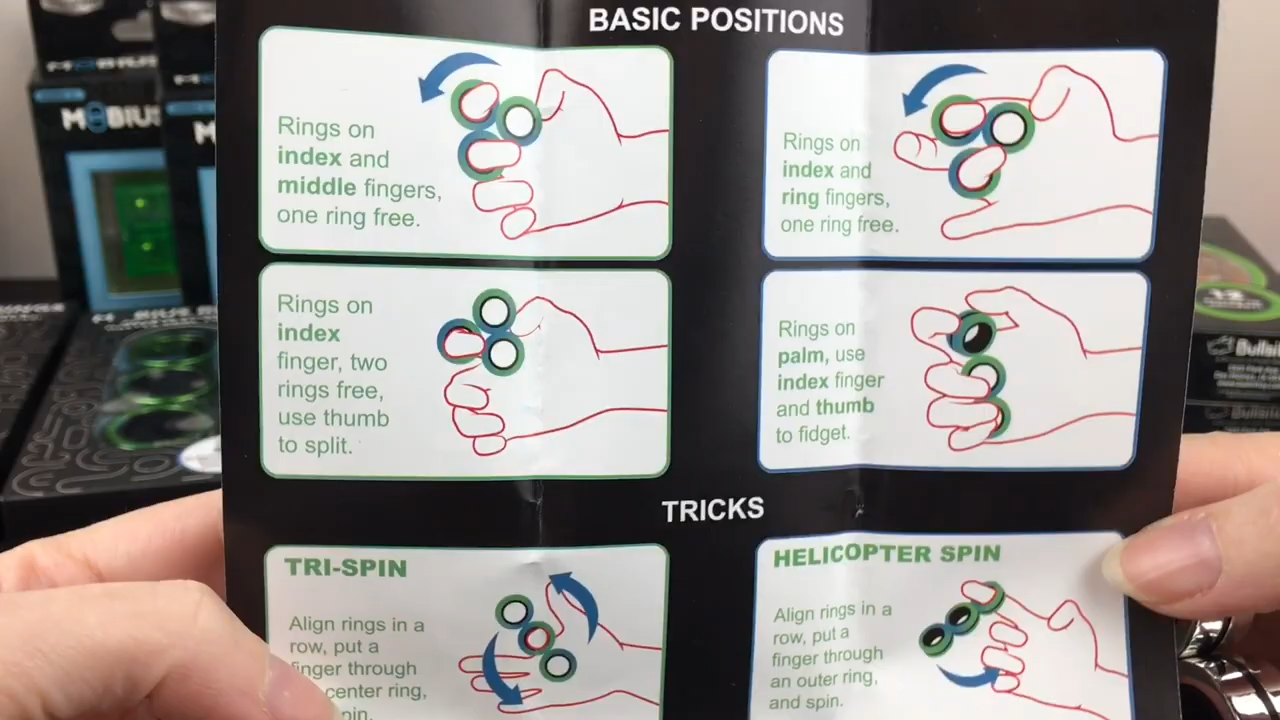 BASIC POSITIONS
Rings on
index and
middle fingers,
one ring free.
Rings on
index and
ring fingers,
one ring free.
Rings on
index
finger, two
rings free,
use thumb
to split.
Rings on
palm, use
index finger
and thumb
to fidget.
TRICKS
TRI-SPIN
Align rings in a
row, put a
finger through
center ring,
HELICOPTER SPIN
Align rings in a
row, put a
finger through
an outer ring,
and spin.